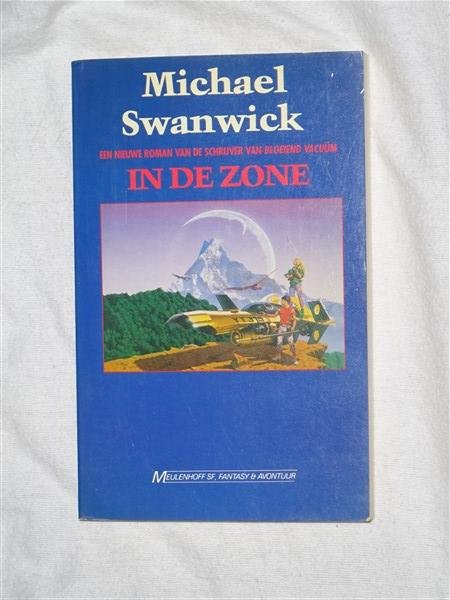 Michael
Swanwick
EEN NIEUWE ROMAN VAN DE SCHRIJVER VAN BLOEIEND VACUÜM
IN DE ZONE
MEULENHOFF SF, FANTASY & AVONTUUR